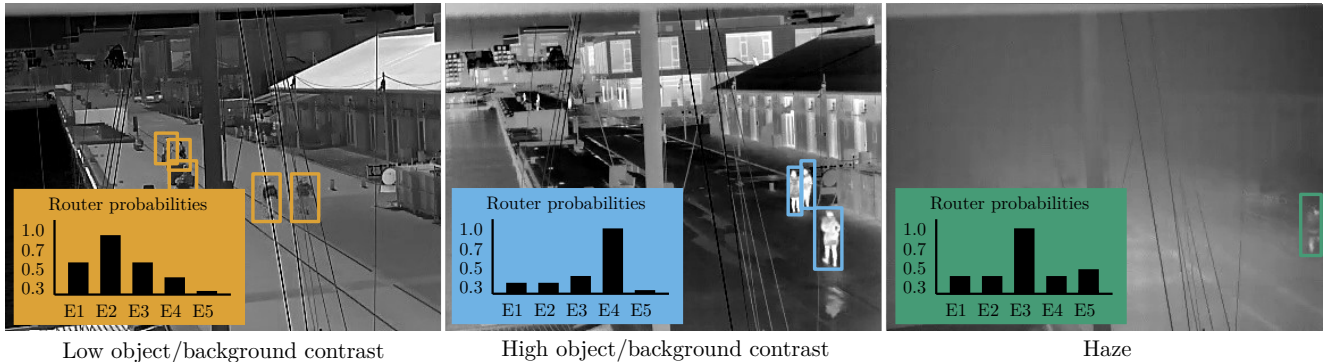 Router probabilities
1.0
0.7
0.5
0.3
E1 E2 E3 E4 E5
Low object/background contrast
Router probabilities
1.0
0.7
0.5
0.3
E1 E2 E3 E4 E5
High object/background contrast
Router probabilities
1.0
0.7
0.5
0.3
E1 E2 E3 E4 E5
Haze